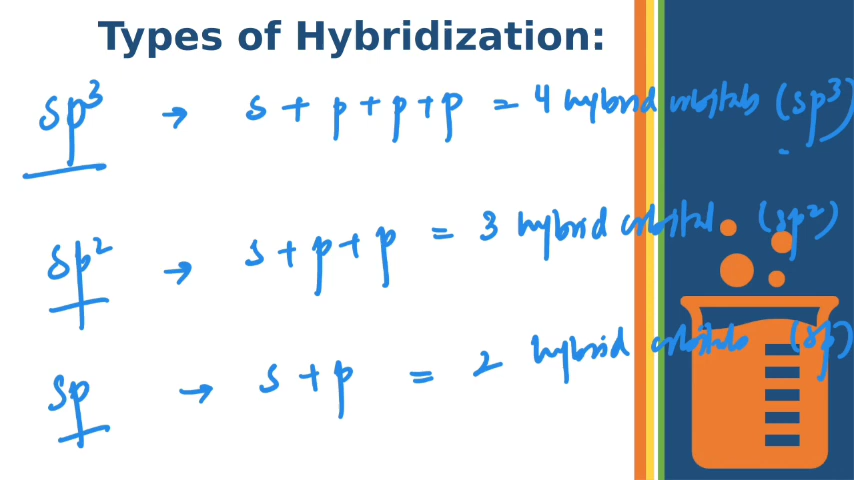 Types of Hybridization:
sp³ → s + p + p + p = 4 hybrid orbitals (sp³)
sp² → s + p + p = 3 hybrid orbital (sp²)
sp → s + p = 2 hybrid orbitals (sp)